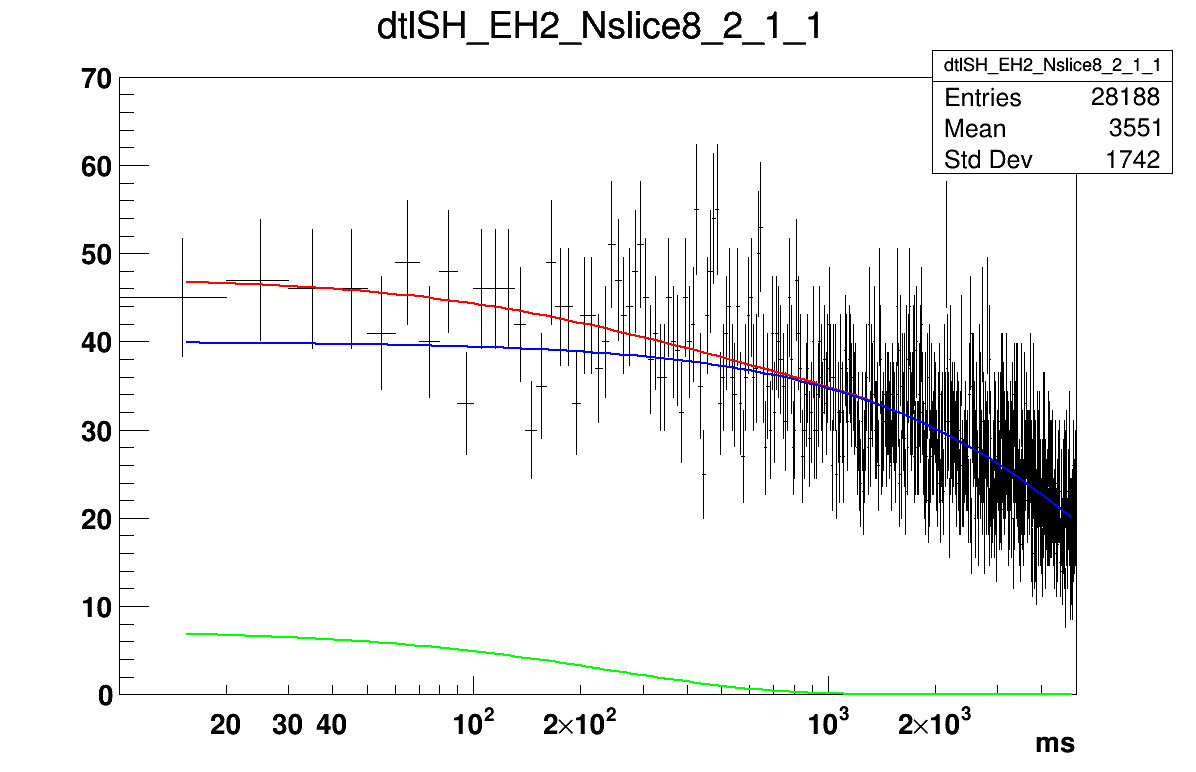 dtlSH_EH2_Nslice8_2_1_1
dtlSH_EH2_Nslice8_2_1_1
Entries 28188
Mean 3551
Std Dev 1742
70
60
50
40
30
20
10
0
20 30 40 10² 2×10² 10³ 2×10³
ms